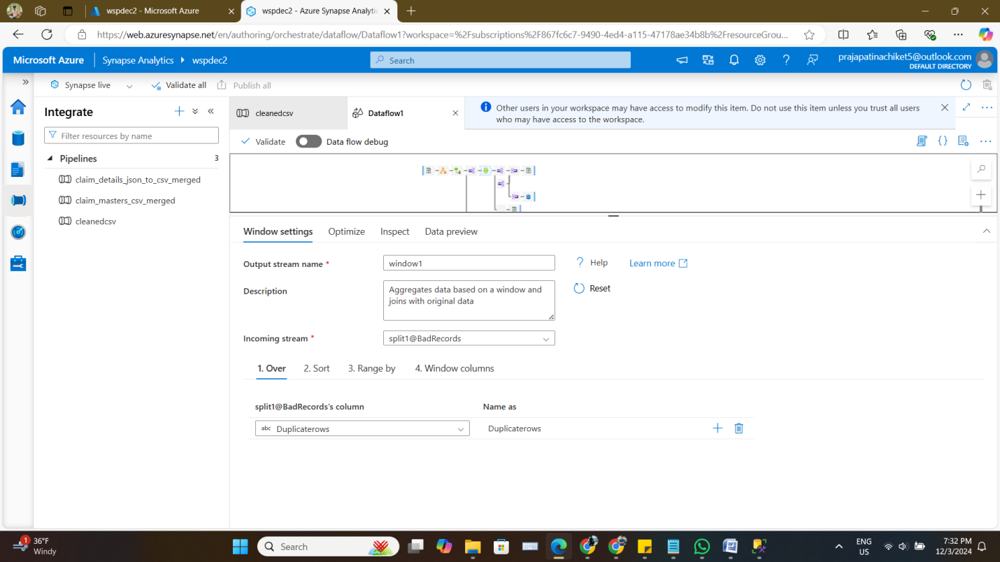 wspdec2 - Microsoft Azure
wspdec2 - Azure Synapse Analytic
https://web.azuresynapse.net/en/authoring/orchestrate/dataflow/Dataflow1?workspace=%2Fsubscriptions%2F867fc6c7-9490-4ed4-a115-47178ae34b8b%2FresourceGrou...
Microsoft Azure
Synapse Analytics
wspdec2
Search
prajapatinachiket5@outlook.com
DEFAULT DIRECTORY
Synapse live
Validate all
Publish all
Integrate
Filter resources by name
Pipelines 3
claim_details_json_to_csv_merged
claim_masters_csv_merged
cleanedcsv
cleanedcsv
Dataflow1
Other users in your workspace may have access to modify this item. Do not use this item unless you trust all users
who may have access to the workspace.
Validate
Data flow debug
Window settings
Optimize
Inspect
Data preview
Output stream name *
window1
Help
Learn more
Description
Aggregates data based on a window and
joins with original data
Reset
Incoming stream *
split1@BadRecords
1. Over
2. Sort
3. Range by
4. Window columns
split1@BadRecords's column
Name as
abc Duplicaterows
Duplicaterows
1
36°F
Windy
Search
ENG
US
7:32 PM
12/3/2024